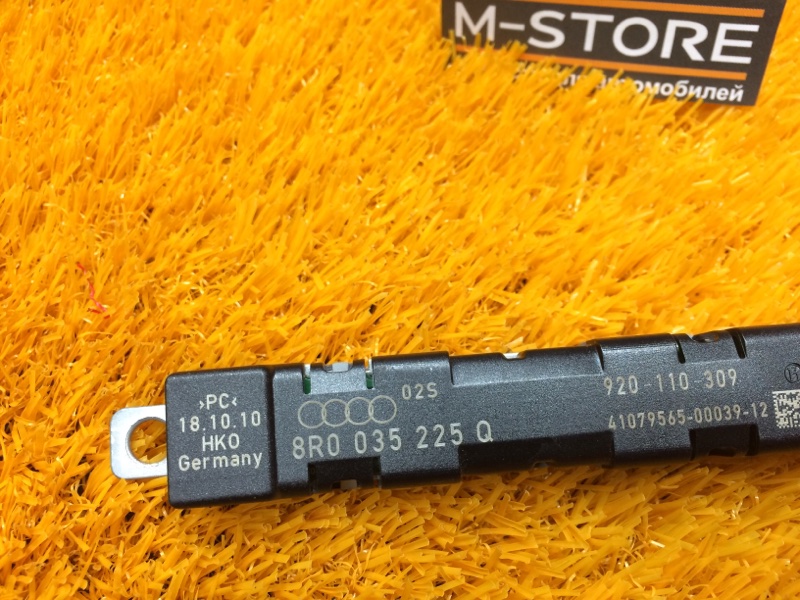 M-STORE
автомобилей
>PC<
18.10.10
HKO
Germany
02S
8R0 035 225 Q
920-110-309
41079565-00039-12